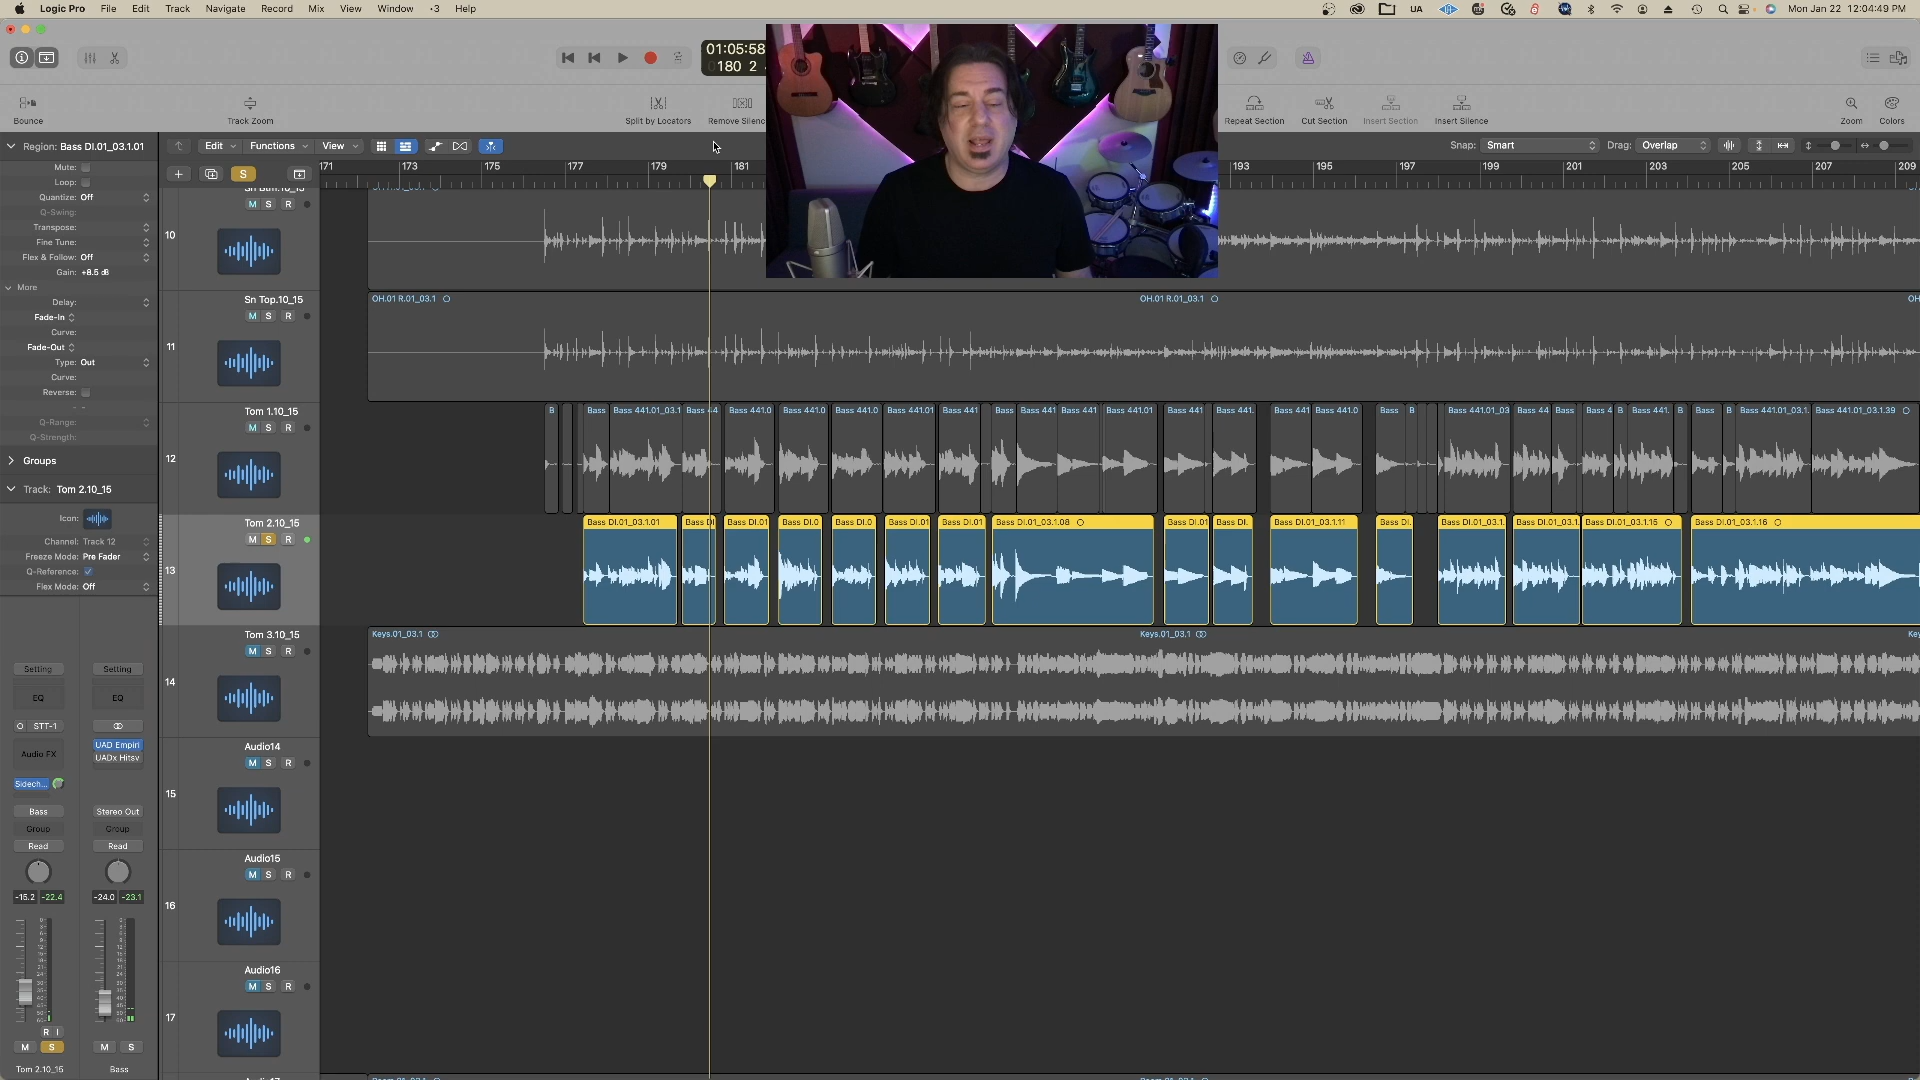 Logic Pro File Edit Track Navigate Record Mix View Window 3 Help UA Mon Jan 22 12:04:49 PM
01:05:58
180 2
Bounce Track Zoom Split by Locators Remove Silenc Repeat Section Cut Section Insert Section Insert Silence Zoom Colors
Region: Bass DI.01_03.1.01 Edit Functions View Snap: Smart Drag: Overlap
171 173 175 177 179 181 193 195 197 199 201 203 205 207 209
Mute:
Loop:
Quantize: Off
Q-Swing:
Transpose:
Fine Tune:
Flex & Follow: Off
Gain: +8.5 dB
More
Delay:
Fade-In
Curve:
Fade-Out
Type: Out
Curve:
Reverse:
Q-Range:
Q-Strength:
Groups
Track: Tom 2.10_15
Icon:
Channel: Track 12
Freeze Mode: Pre Fader
Q-Reference:
Flex Mode: Off
Setting Setting
EQ EQ
STT-1
Audio FX UAD Empiri
UADx Hitsv
Sidech...
Bass Stereo Out
Group Group
Read Read
-15.2 -22.4 -24.0 -23.1
R I
M S M S
Tom 2.10_15 Bass
S
10 M S R
Sn Top.10_15 OH.01 R.01_03.1 OH.01 R.01_03.1 OH
11 M S R
Tom 1.10_15 B Bass Bass 441.01_03.1 Bass 44 Bass 441.0 Bass 441.0 Bass 441.0 Bass 441.01 Bass 441 Bass Bass 441 Bass 441 Bass 441.01 Bass 441 Bass 441. Bass 441 Bass 441.0 Bass B Bass 441.01_03 Bass 44 Bass Bass 4 B Bass 441. B Bass B Bass 441.01_03.1. Bass 441.01_03.1.39
12 M S R
Tom 2.10_15 Bass DI.01_03.1.01 Bass DI Bass DI.01 Bass DI.0 Bass DI.0 Bass DI.01 Bass DI.01 Bass DI.01_03.1.08 Bass DI.01 Bass DI. Bass DI.01_03.1.11 Bass DI. Bass DI.01_03.1. Bass DI.01_03.1. Bass DI.01_03.1.15 Bass DI.01_03.1.16
13 M S R
Tom 3.10_15 Keys.01_03.1 Keys.01_03.1 Key
14 M S R
Audio14
15 M S R
Audio15
16 M S R
Audio16
17 M S R